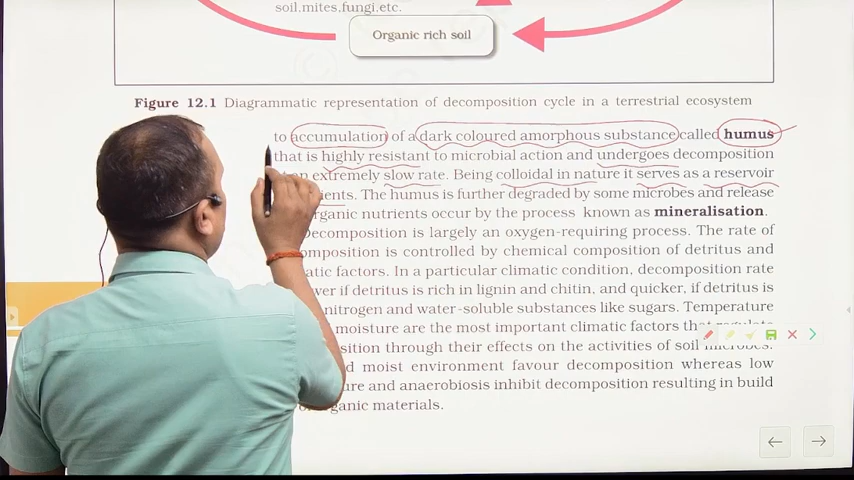 soil.mites.fungi.etc.
Organic rich soil
Figure 12.1 Diagrammatic representation of decomposition cycle in a terrestrial ecosystem
to accumulation of a dark coloured amorphous substance called humus
that is highly resistant to microbial action and undergoes decomposition
extremely slow rate. Being colloidal in nature it serves as a reservoir
The humus is further degraded by some microbes and release
nutrients occur by the process known as mineralisation.
Decomposition is largely an oxygen-requiring process. The rate of
is controlled by chemical composition of detritus and
factors. In a particular climatic condition, decomposition rate
if detritus is rich in lignin and chitin, and quicker, if detritus is
nitrogen and water-soluble substances like sugars. Temperature
moisture are the most important climatic factors that regulate
through their effects on the activities of soil microbes.
moist environment favour decomposition whereas low
and anaerobiosis inhibit decomposition resulting in build
materials.